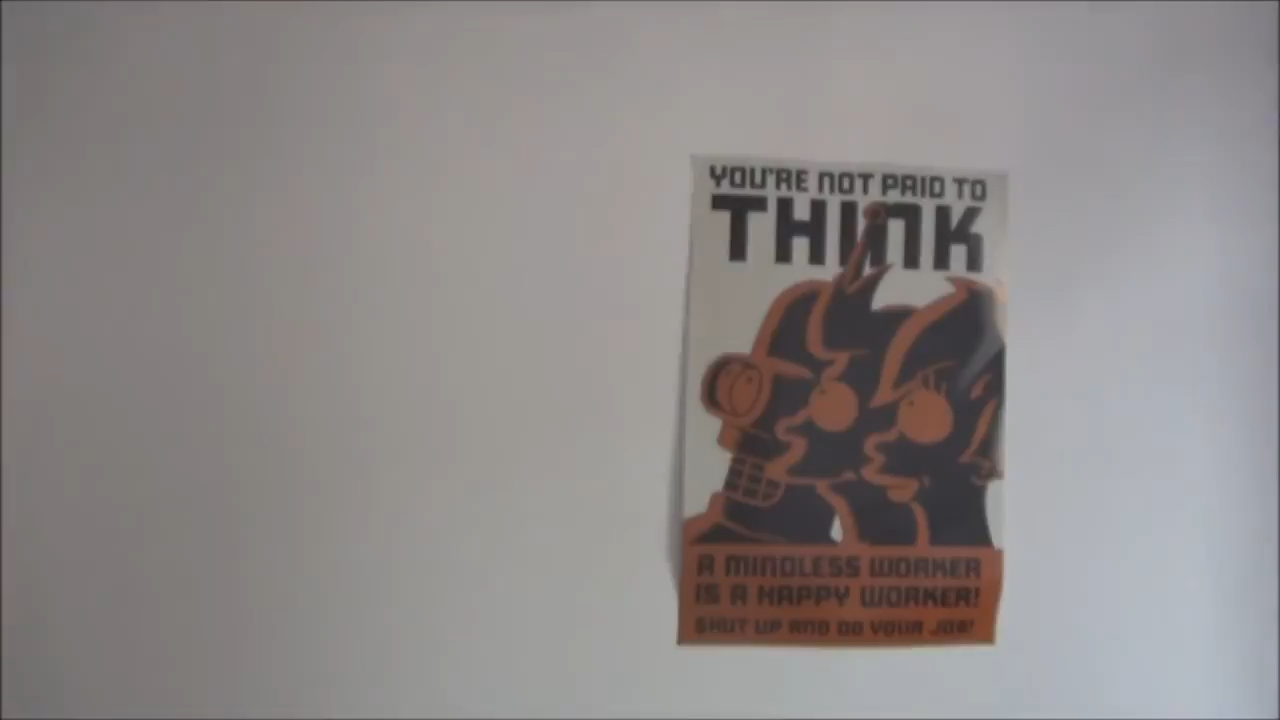 YOU'RE NOT PAID TO
THINK
A MINDLESS WORKER
IS A HAPPY WORKER!
SHUT UP AND DO YOUR JOB!